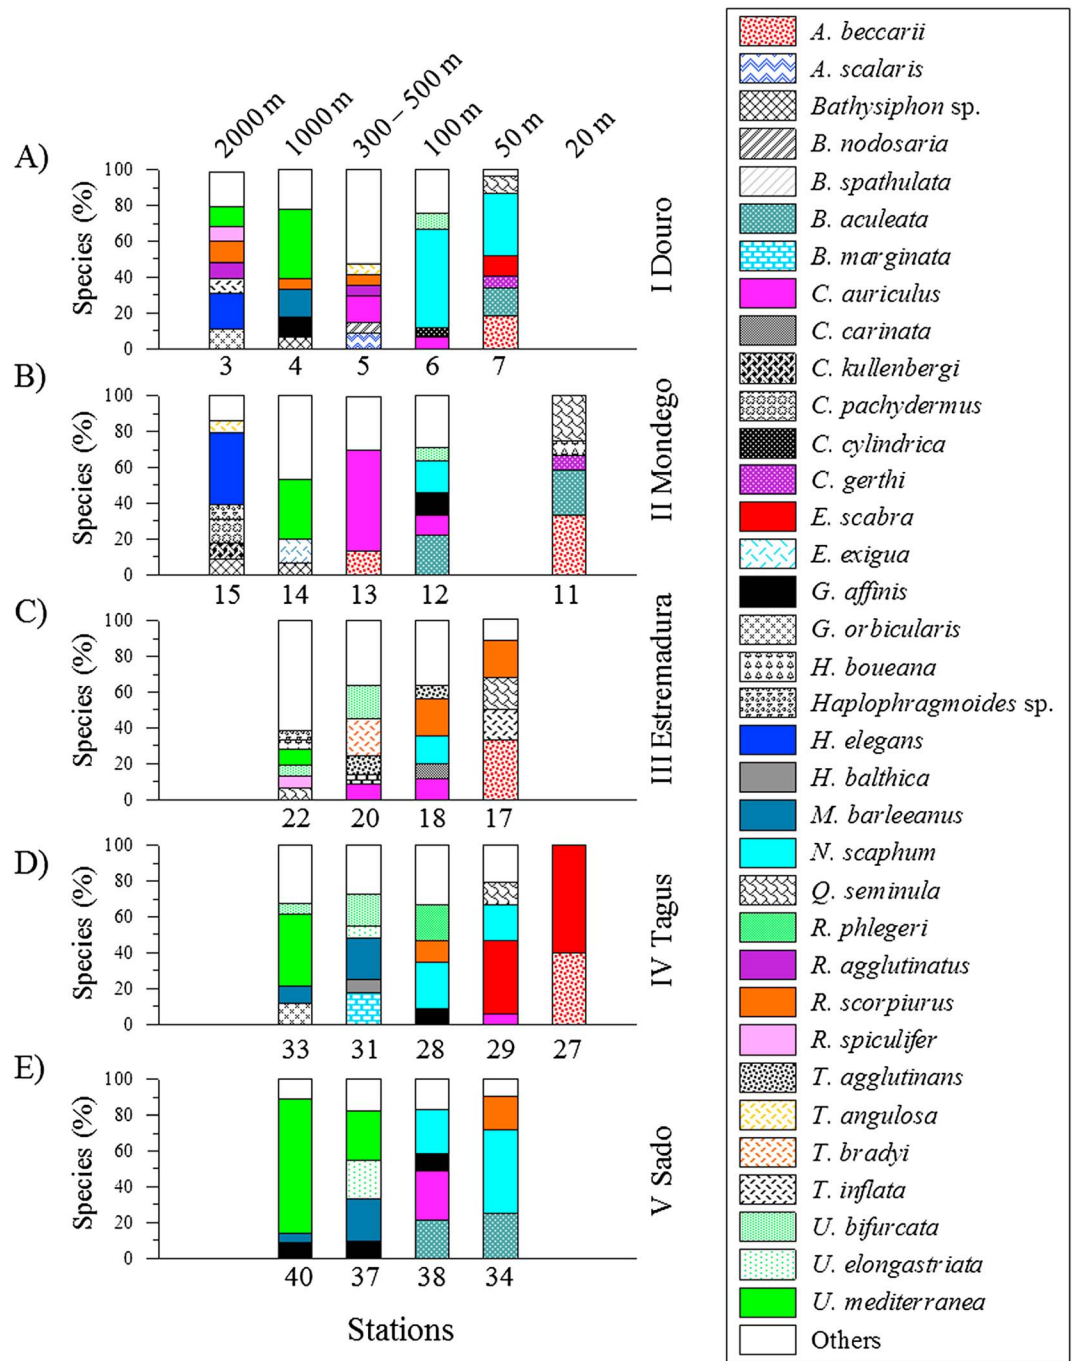 2000 m
1000 m
300 – 500 m
100 m
50 m
20 m
A)
Species (%)
100
80
60
40
20
0
3
4
5
6
7
I Douro
B)
Species (%)
100
80
60
40
20
0
15
14
13
12
11
II Mondego
C)
Species (%)
100
80
60
40
20
0
22
20
18
17
III Estremadura
D)
Species (%)
100
80
60
40
20
0
33
31
28
29
27
IV Tagus
E)
Species (%)
100
80
60
40
20
0
40
37
38
34
V Sado
Stations
A. beccarii
A. scalaris
Bathysiphon sp.
B. nodosaria
B. spathulata
B. aculeata
B. marginata
C. auriculus
C. carinata
C. kullenbergi
C. pachydermus
C. cylindrica
C. gerthi
E. scabra
E. exigua
G. affinis
G. orbicularis
H. boueana
Haplophragmoides sp.
H. elegans
H. balthica
M. barleeanus
N. scaphum
Q. seminula
R. phlegeri
R. agglutinatus
R. scorpiurus
R. spiculifer
T. agglutinans
T. angulosa
T. bradyi
T. inflata
U. bifurcata
U. elongastriata
U. mediterranea
Others